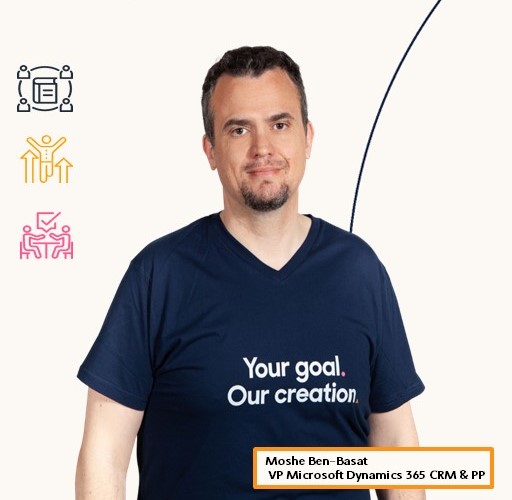 Your goal.
Our creation.
Moshe Ben-Basat
VP Microsoft Dynamics 365 CRM & PP